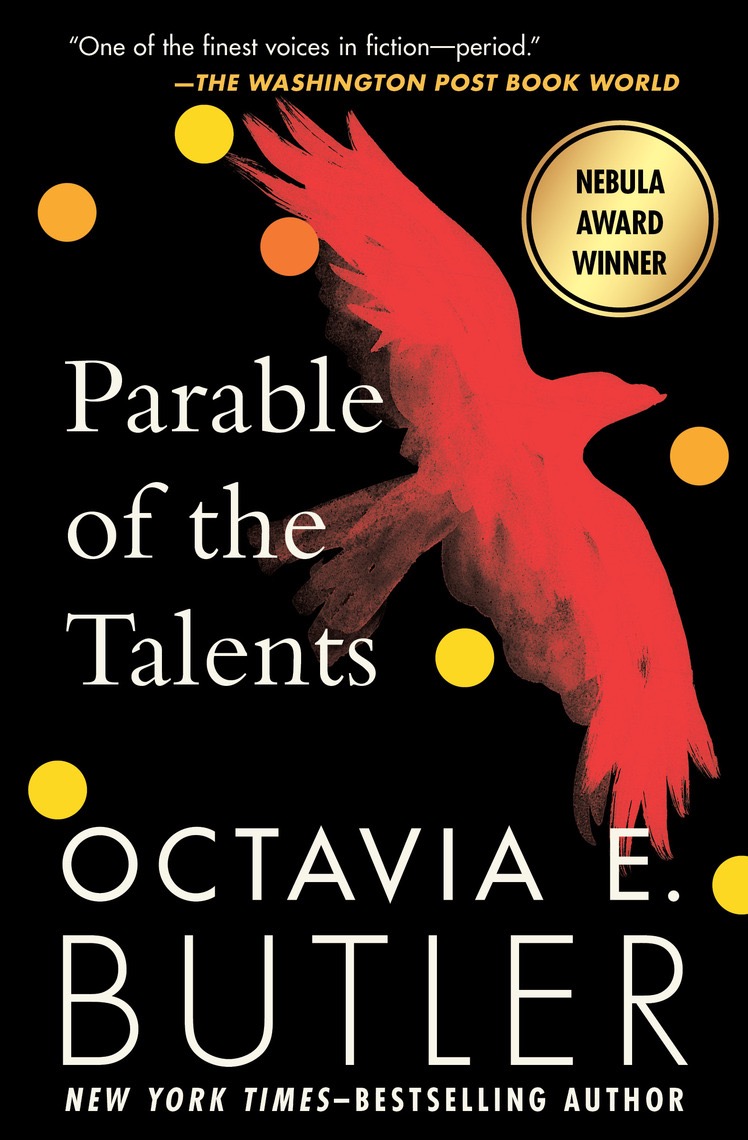 “One of the finest voices in fiction—period.”
—THE WASHINGTON POST BOOK WORLD
NEBULA
AWARD
WINNER
Parable
of the
Talents
OCTAVIA E.
BUTLER
NEW YORK TIMES–BESTSELLING AUTHOR